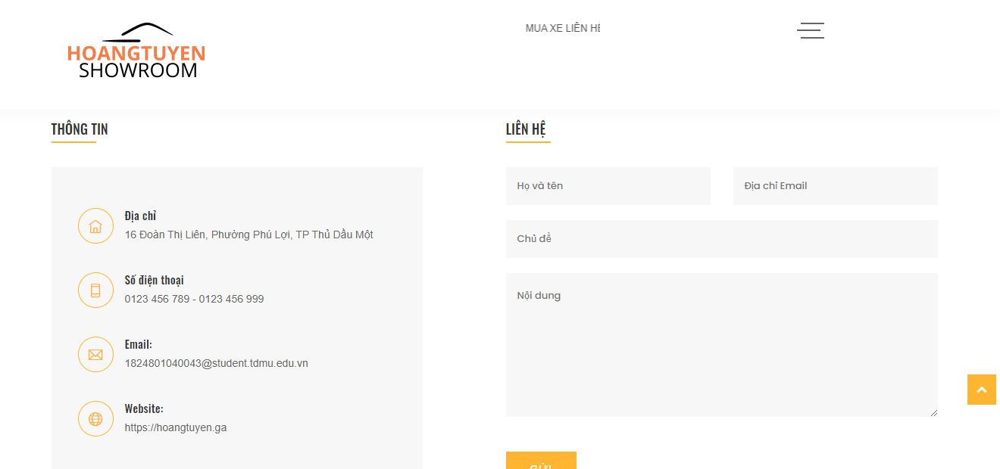 HOANGTUYEN
SHOWROOM
MUA XE LIÊN HỆ
THÔNG TIN
Địa chỉ
16 Đoàn Thị Liên, Phường Phú Lợi, TP Thủ Dầu Một
Số điện thoại
0123 456 789 - 0123 456 999
Email:
1824801040043@student.tdmu.edu.vn
Website:
https://hoangtuyen.ga
LIÊN HỆ
Họ và tên
Địa chỉ Email
Chủ đề
Nội dung
GỬI